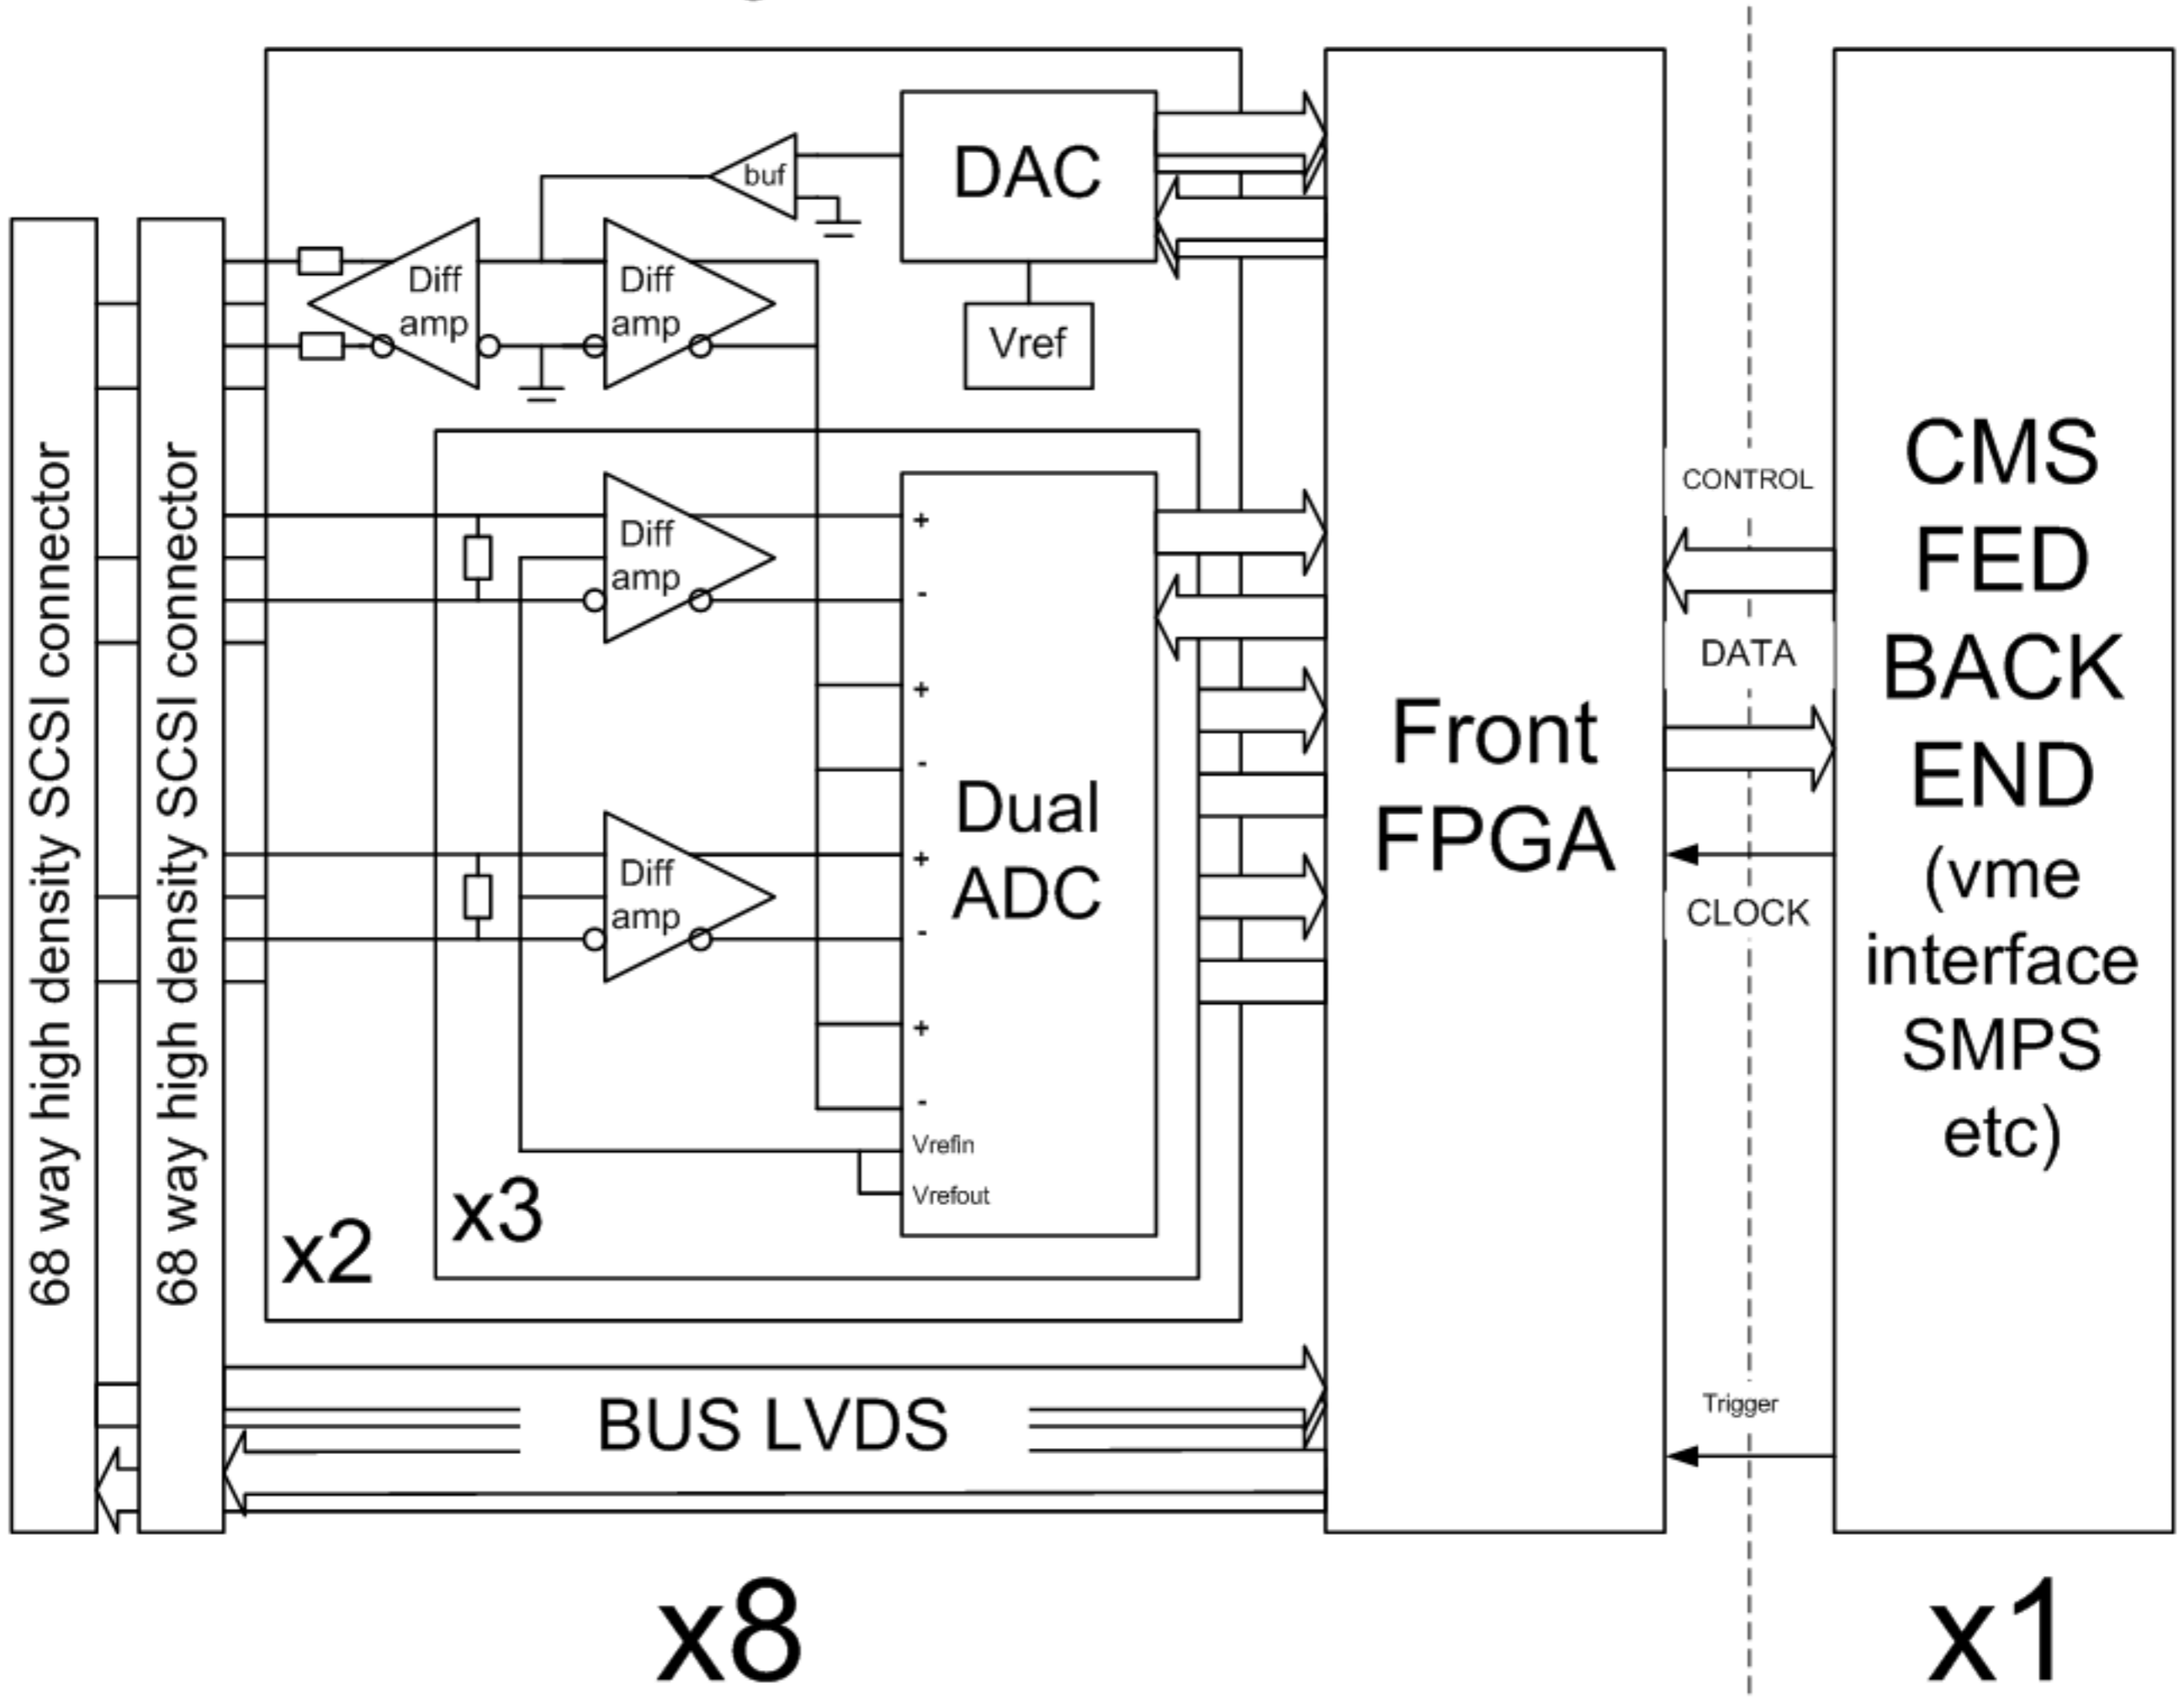 68 way high density SCSI connector
68 way high density SCSI connector
DAC
buf
Vref
Diff
amp
Diff
amp
Diff
amp
Diff
amp
+
-
+
-
+
-
+
-
Dual
ADC
Vrefin
Vrefout
x3
x2
BUS LVDS
Front
FPGA
CONTROL
DATA
CLOCK
Trigger
CMS
FED
BACK
END
(vme
interface
SMPS
etc)
x8
x1